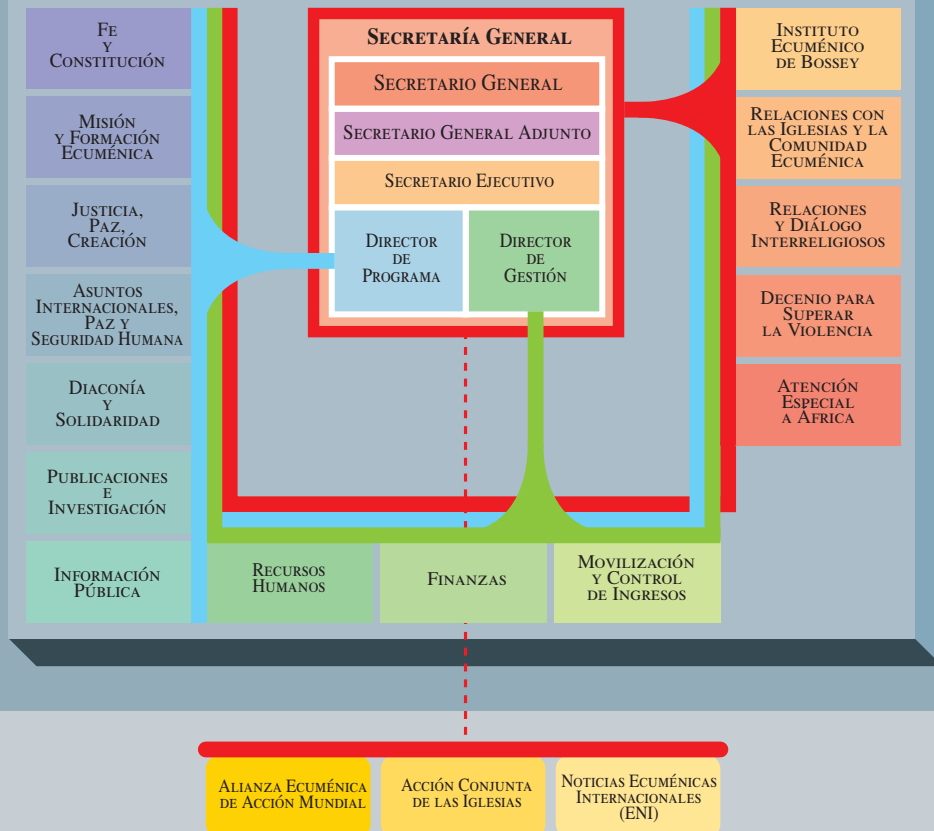 Fe
y
Constitución
Misión
y Formación
Ecuménica
Justicia,
Paz,
Creación
Asuntos
Internacionales,
Paz y
Seguridad Humana
Diaconía
y
Solidaridad
Publicaciones
e
Investigación
Información
Pública
Secretaría General
Secretario General
Secretario General Adjunto
Secretario Ejecutivo
Director
de
Programa
Director
de
Gestión
Instituto
Ecuménico
de Bossey
Relaciones con
las Iglesias y la
Comunidad
Ecuménica
Relaciones
y Diálogo
Interreligiosos
Decenio para
Superar
la Violencia
Atención
Especial
a África
Recursos
Humanos
Finanzas
Movilización
y Control
de Ingresos
Alianza Ecuménica
de Acción Mundial
Acción Conjunta
de las Iglesias
Noticias Ecuménicas
Internacionales
(ENI)